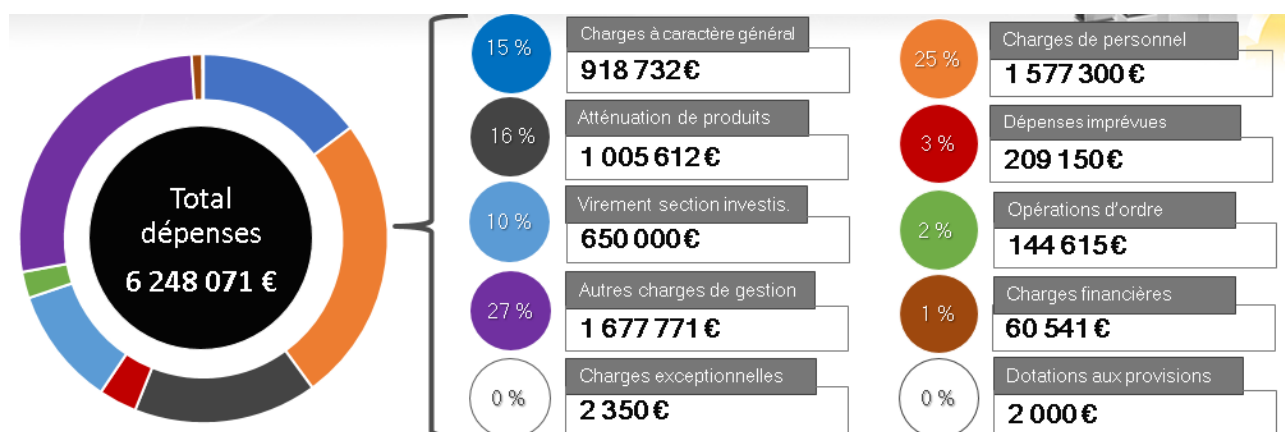 Total
dépenses
6 248 071 €
15 %
Charges à caractère général
918 732€
25 %
Charges de personnel
1 577 300€
16 %
Atténuation de produits
1 005 612€
3 %
Dépenses imprévues
209 150€
10 %
Virement section investis.
650 000€
2 %
Opérations d'ordre
144 615€
27 %
Autres charges de gestion
1 677 771€
1 %
Charges financières
60 541€
0 %
Charges exceptionnelles
2 350€
0 %
Dotations aux provisions
2 000€